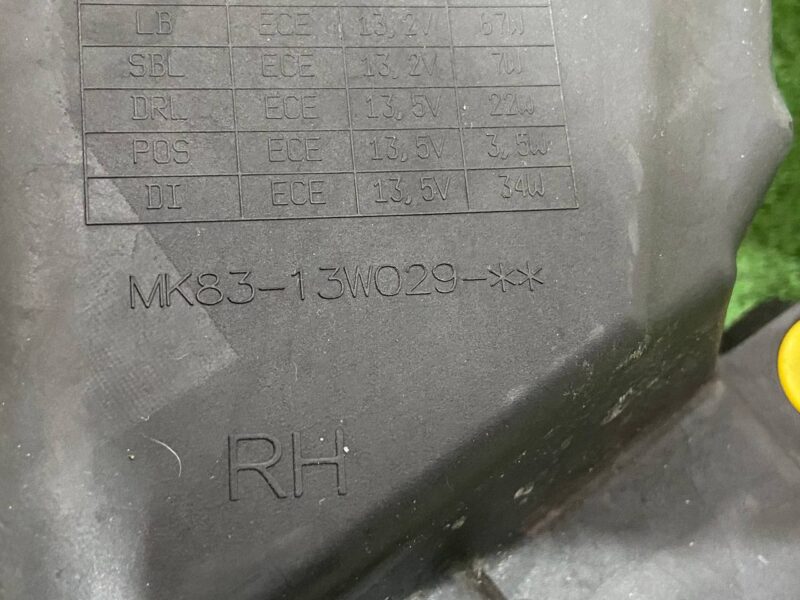 LB ECE 13,2V 67W
SBL ECE 13,2V 7W
DRL ECE 13,5V 22W
POS ECE 13,5V 3,5W
DI ECE 13,5V 34W
MK83-13W029-**
RH